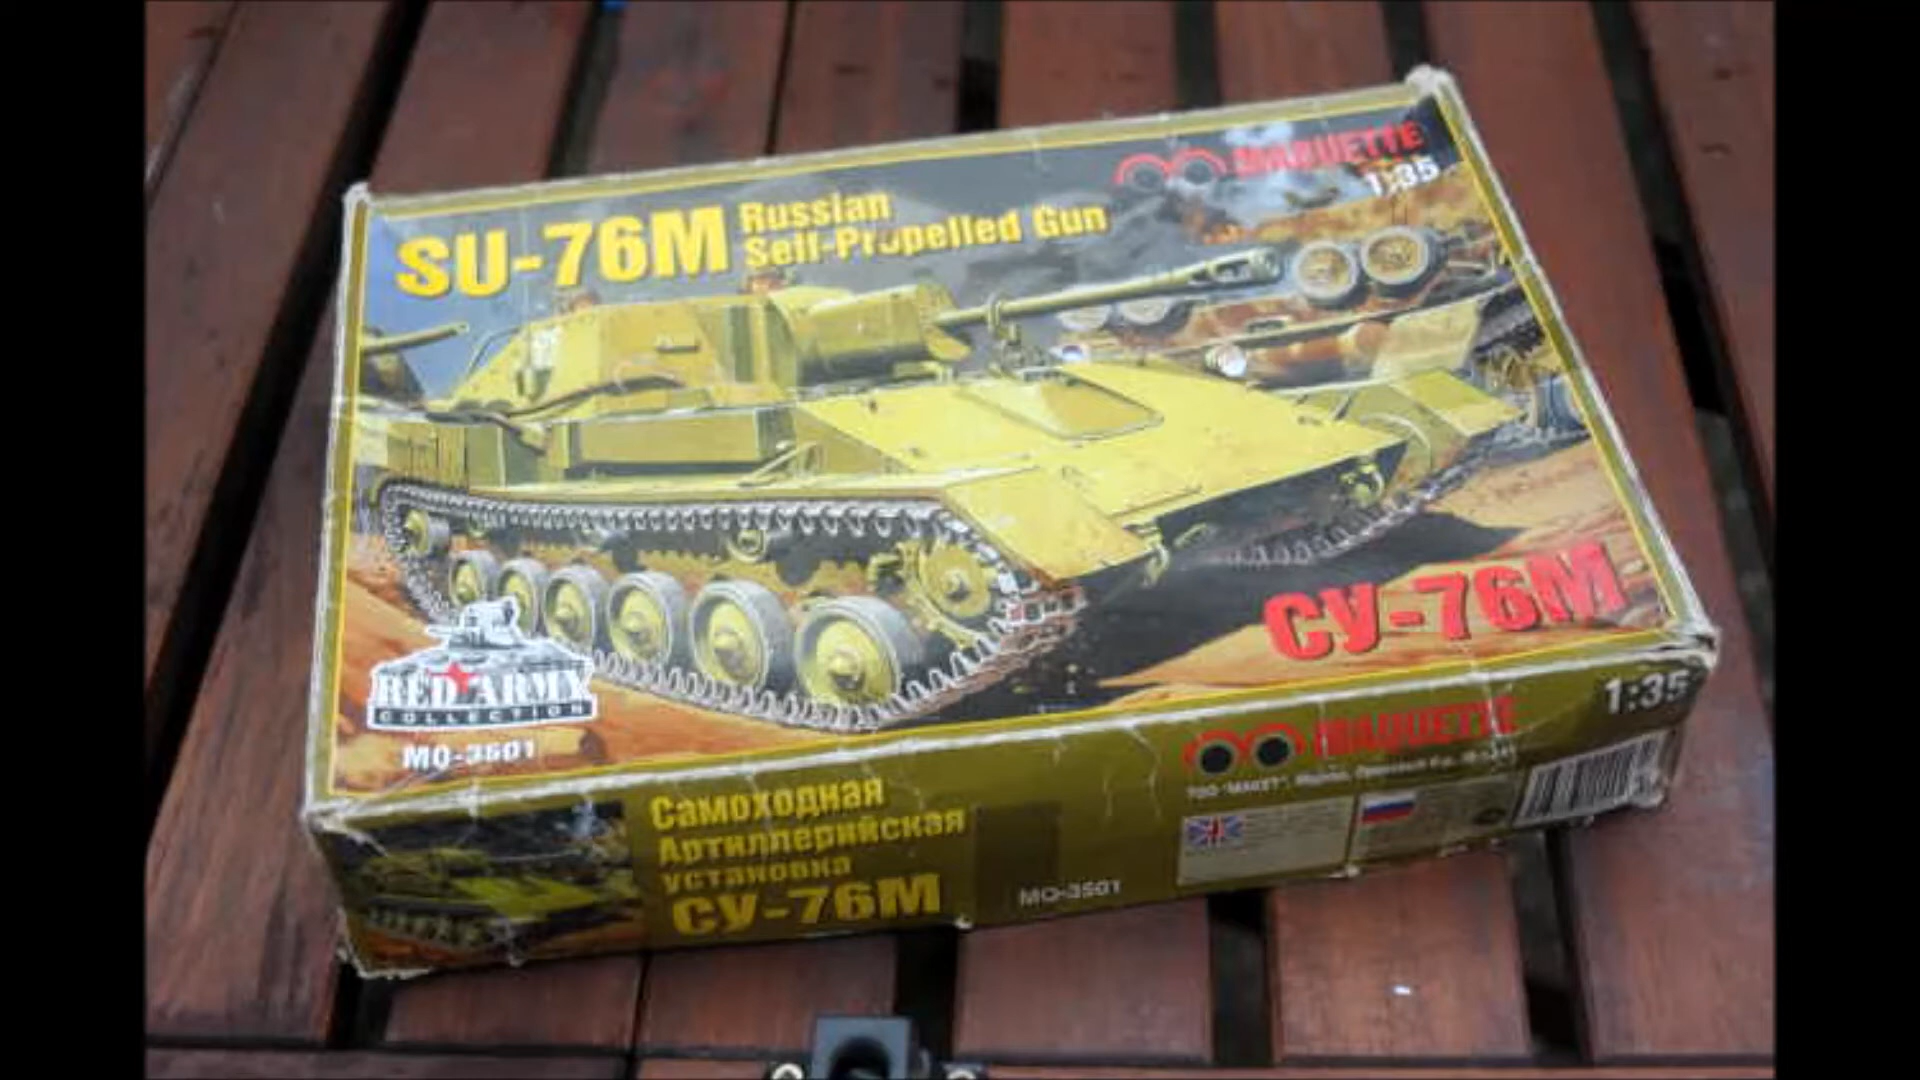 MAQUETTE
1:35
SU-76M
Russian
Self-Propelled Gun
СУ-76М
RED ARMY
COLLECTION
MQ-3501
MAQUETTE
1:35
Самоходная
Артиллерийская
установка
СУ-76М
MQ-3501